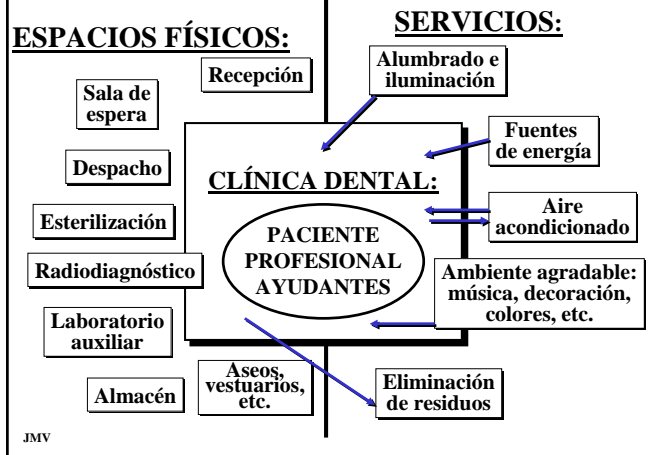 ESPACIOS FÍSICOS:
Recepción
Sala de
espera
Despacho
Esterilización
Radiodiagnóstico
Laboratorio
auxiliar
Almacén
Aseos,
vestuarios,
etc.
CLÍNICA DENTAL:
PACIENTE
PROFESIONAL
AYUDANTES
SERVICIOS:
Alumbrado e
iluminación
Fuentes
de energía
Aire
acondicionado
Ambiente agradable:
música, decoración,
colores, etc.
Eliminación
de residuos
JMV